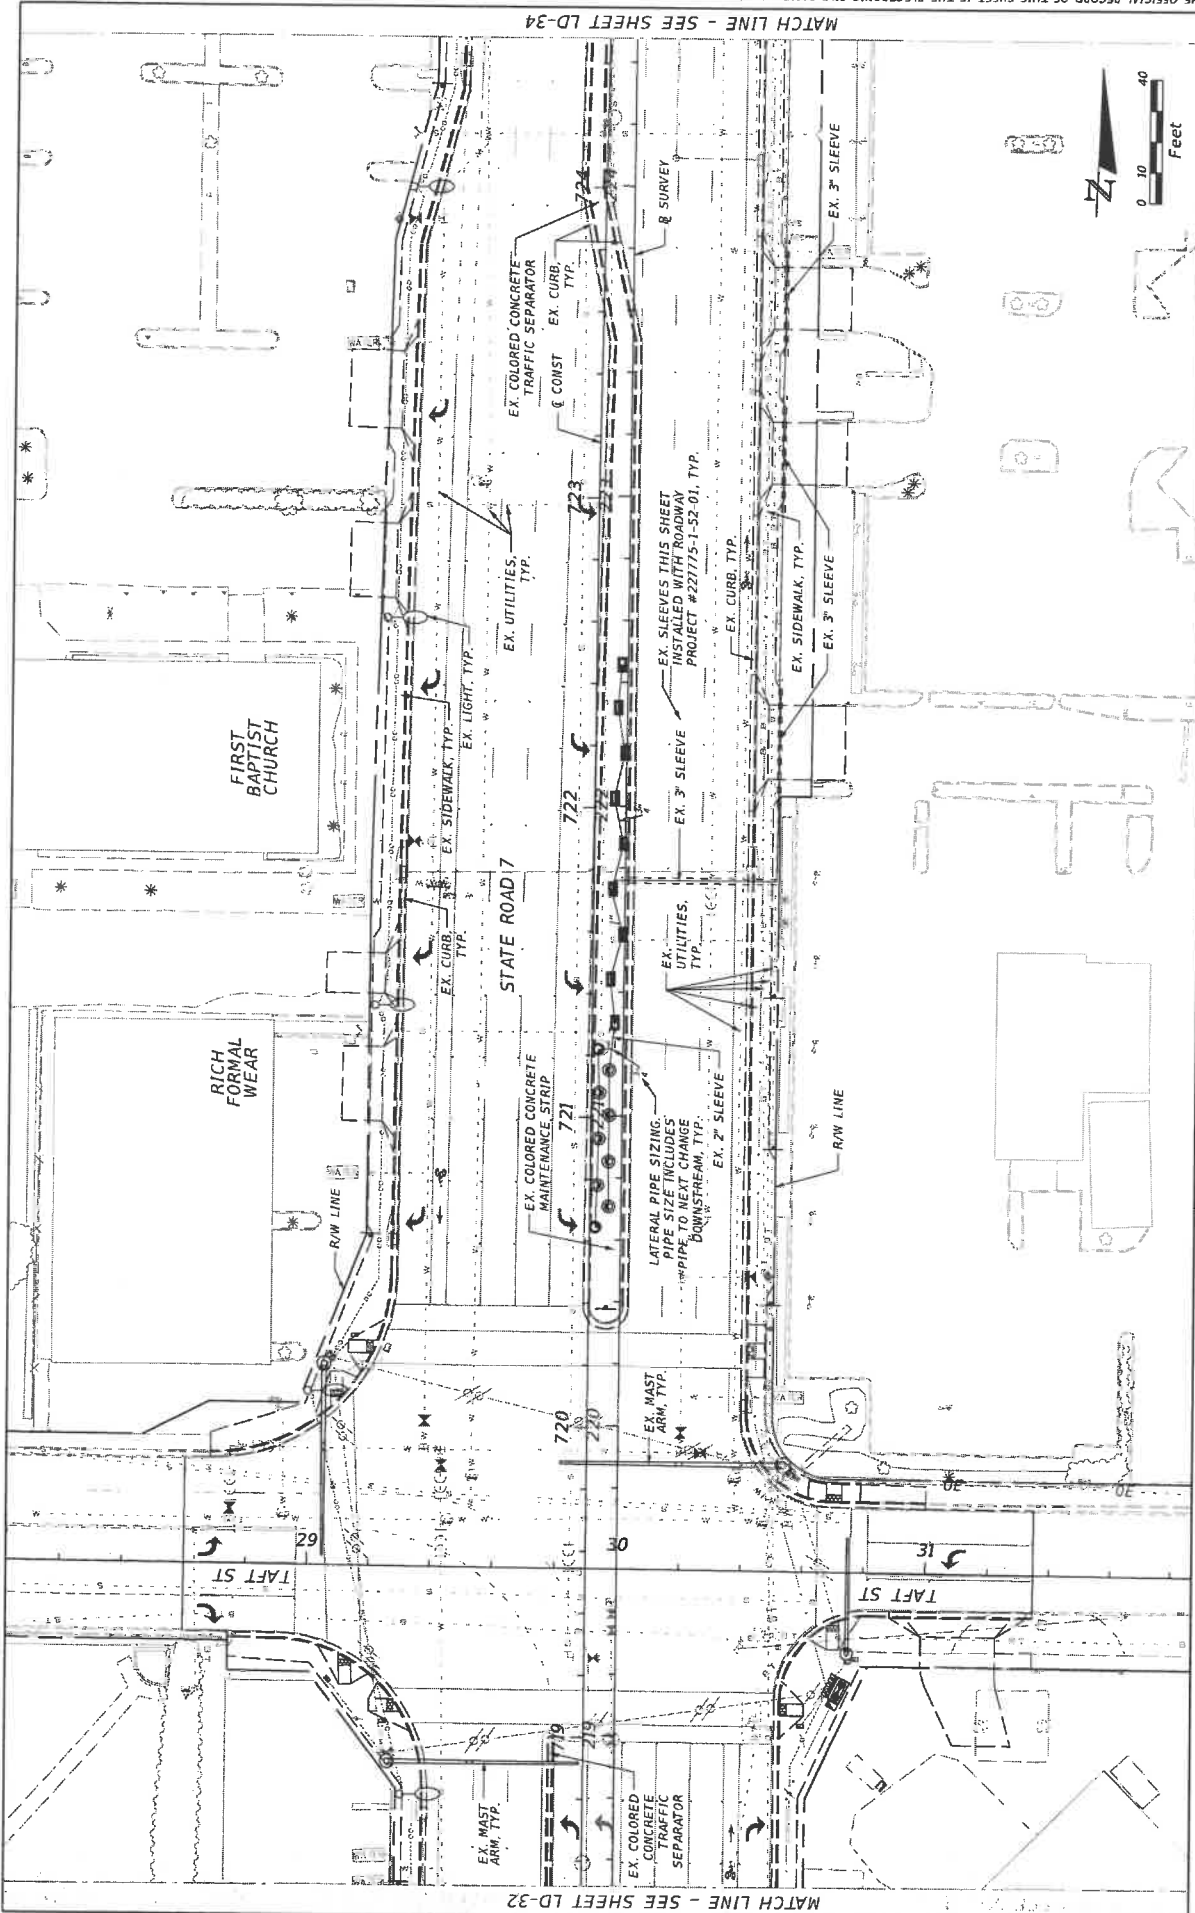 MATCH LINE - SEE SHEET LD-34
0 10 40
Feet
N
EX. 3" SLEEVE
724
224
℄ SURVEY
EX. COLORED CONCRETE
TRAFFIC SEPARATOR
EX. CURB,
TYP.
℄ CONST
723
223
EX. UTILITIES,
TYP.
EX. SLEEVES THIS SHEET
INSTALLED WITH ROADWAY
PROJECT #227775-1-52-01, TYP.
EX. CURB, TYP.
EX. SIDEWALK, TYP.
EX. 3" SLEEVE
FIRST
BAPTIST
CHURCH
EX. LIGHT, TYP.
EX. SIDEWALK, TYP.
EX. CURB,
TYP.
722
222
EX. 3" SLEEVE
STATE ROAD 7
EX.
UTILITIES,
TYP.
RICH
FORMAL
WEAR
EX. COLORED CONCRETE
MAINTENANCE STRIP
721
221
LATERAL PIPE SIZING.
PIPE SIZE INCLUDES
PIPE TO NEXT CHANGE
DOWNSTREAM, TYP.
EX. 2" SLEEVE
R/W LINE
R/W LINE
EX. MAST
ARM, TYP.
720
220
29
30
31
TAFT ST
TAFT ST
719
219
EX. MAST
ARM, TYP.
EX. COLORED
CONCRETE
TRAFFIC
SEPARATOR
MATCH LINE - SEE SHEET LD-32